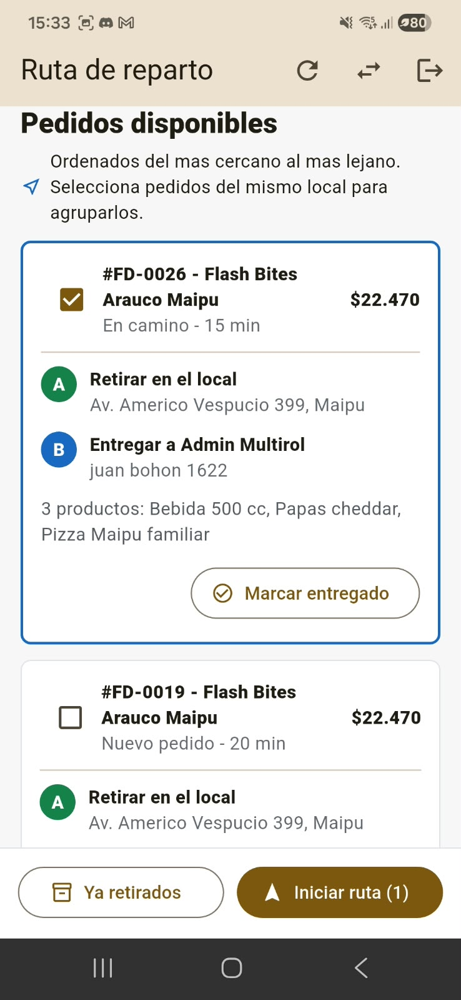 15:33
80
Ruta de reparto
Pedidos disponibles
Ordenados del mas cercano al mas lejano.
Selecciona pedidos del mismo local para
agruparlos.
#FD-0026 - Flash Bites
Arauco Maipu
$22.470
En camino - 15 min
A
Retirar en el local
Av. Americo Vespucio 399, Maipu
B
Entregar a Admin Multirol
juan bohon 1622
3 productos: Bebida 500 cc, Papas cheddar,
Pizza Maipu familiar
Marcar entregado
#FD-0019 - Flash Bites
Arauco Maipu
$22.470
Nuevo pedido - 20 min
A
Retirar en el local
Av. Americo Vespucio 399, Maipu
Ya retirados
Iniciar ruta (1)